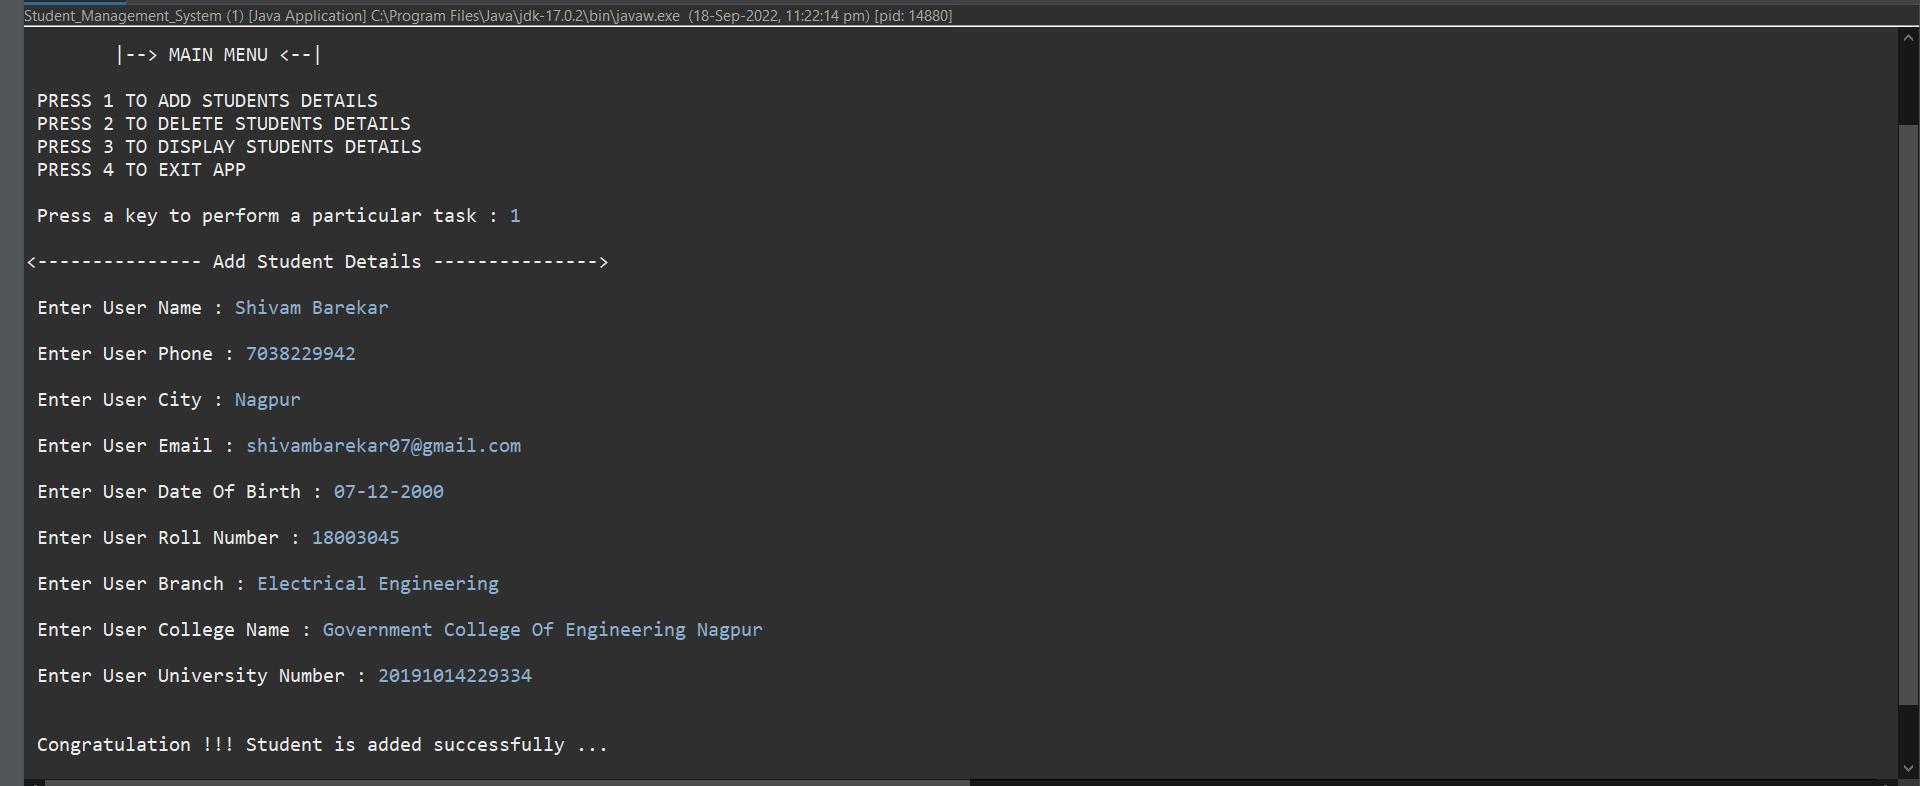 Student_Management_System (1) [Java Application] C:\Program Files\Java\jdk-17.0.2\bin\javaw.exe (18-Sep-2022, 11:22:14 pm) [pid: 14880]
|--> MAIN MENU <--|
PRESS 1 TO ADD STUDENTS DETAILS
PRESS 2 TO DELETE STUDENTS DETAILS
PRESS 3 TO DISPLAY STUDENTS DETAILS
PRESS 4 TO EXIT APP
Press a key to perform a particular task : 1
<--------------- Add Student Details --------------->
Enter User Name : Shivam Barekar
Enter User Phone : 7038229942
Enter User City : Nagpur
Enter User Email : shivambarekar07@gmail.com
Enter User Date Of Birth : 07-12-2000
Enter User Roll Number : 18003045
Enter User Branch : Electrical Engineering
Enter User College Name : Government College Of Engineering Nagpur
Enter User University Number : 20191014229334
Congratulation !!! Student is added successfully ...